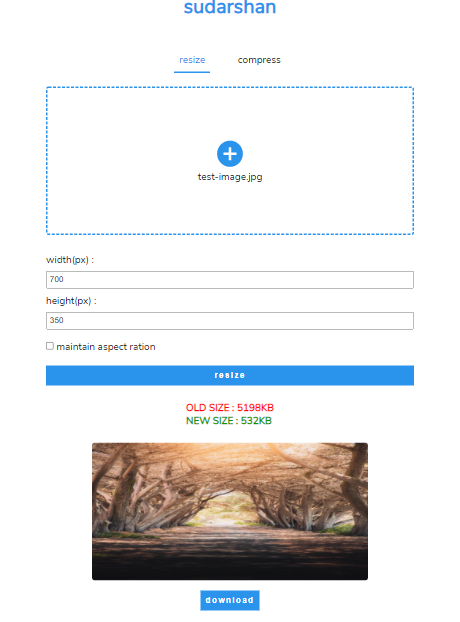 sudarshan
resize compress
test-image.jpg
width(px) :
700
height(px) :
350
maintain aspect ration
resize
OLD SIZE : 5198KB
NEW SIZE : 532KB
download